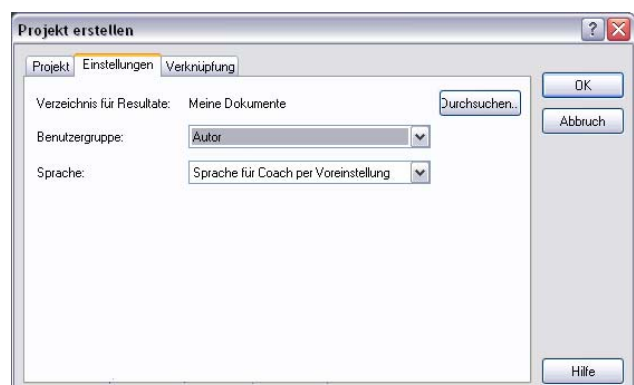 Projekt erstellen
Projekt Einstellungen Verknüpfung
Verzeichnis für Resultate: Meine Dokumente Durchsuchen..
Benutzergruppe: Autor
Sprache: Sprache für Coach per Voreinstellung
OK
Abbruch
Hilfe